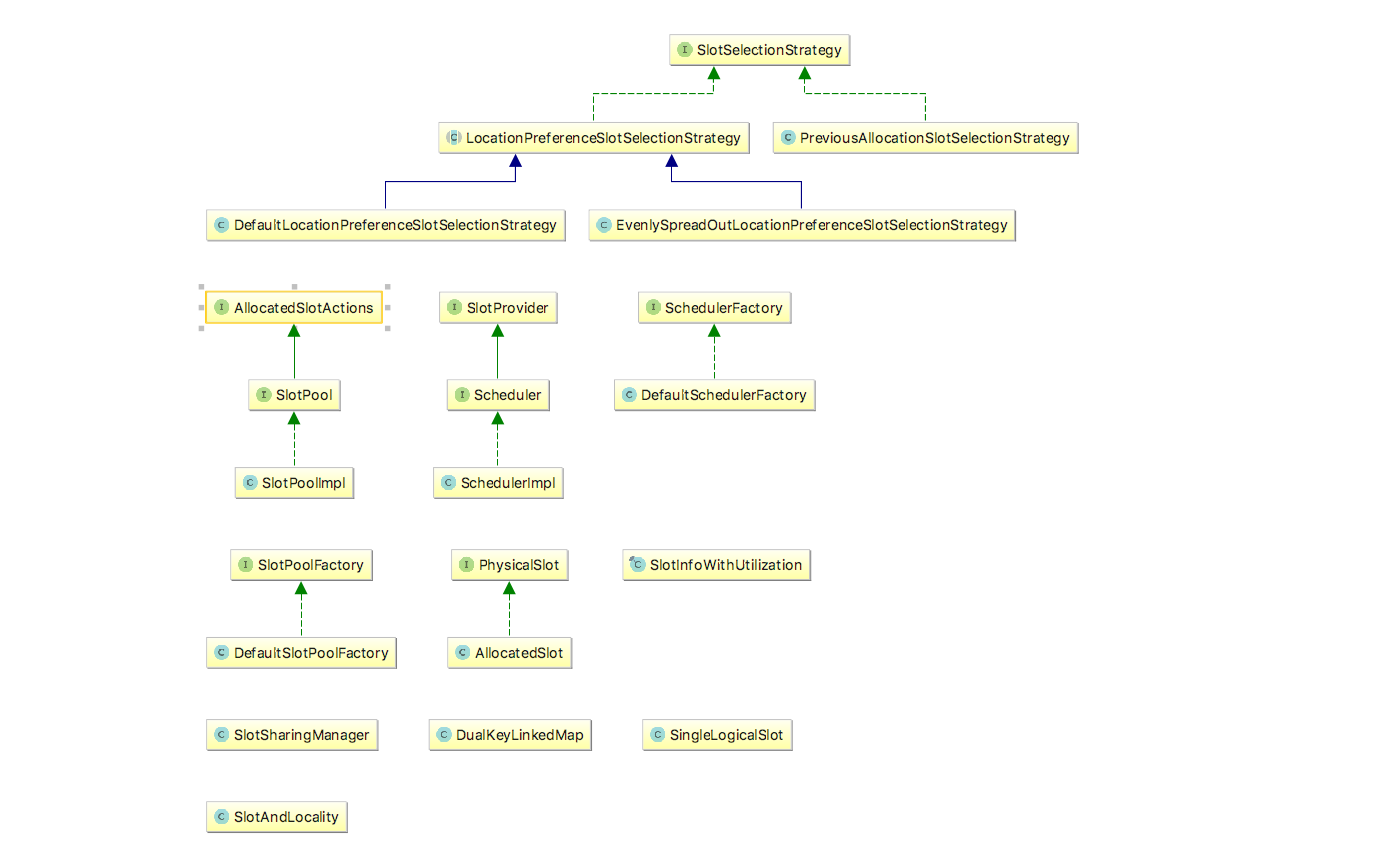 I SlotSelectionStrategy
C LocationPreferenceSlotSelectionStrategy
C PreviousAllocationSlotSelectionStrategy
C DefaultLocationPreferenceSlotSelectionStrategy
C EvenlySpreadOutLocationPreferenceSlotSelectionStrategy
I AllocatedSlotActions
I SlotProvider
I SchedulerFactory
I SlotPool
I Scheduler
C DefaultSchedulerFactory
C SlotPoolImpl
C SchedulerImpl
I SlotPoolFactory
I PhysicalSlot
C SlotInfoWithUtilization
C DefaultSlotPoolFactory
C AllocatedSlot
C SlotSharingManager
C DualKeyLinkedMap
C SingleLogicalSlot
C SlotAndLocality